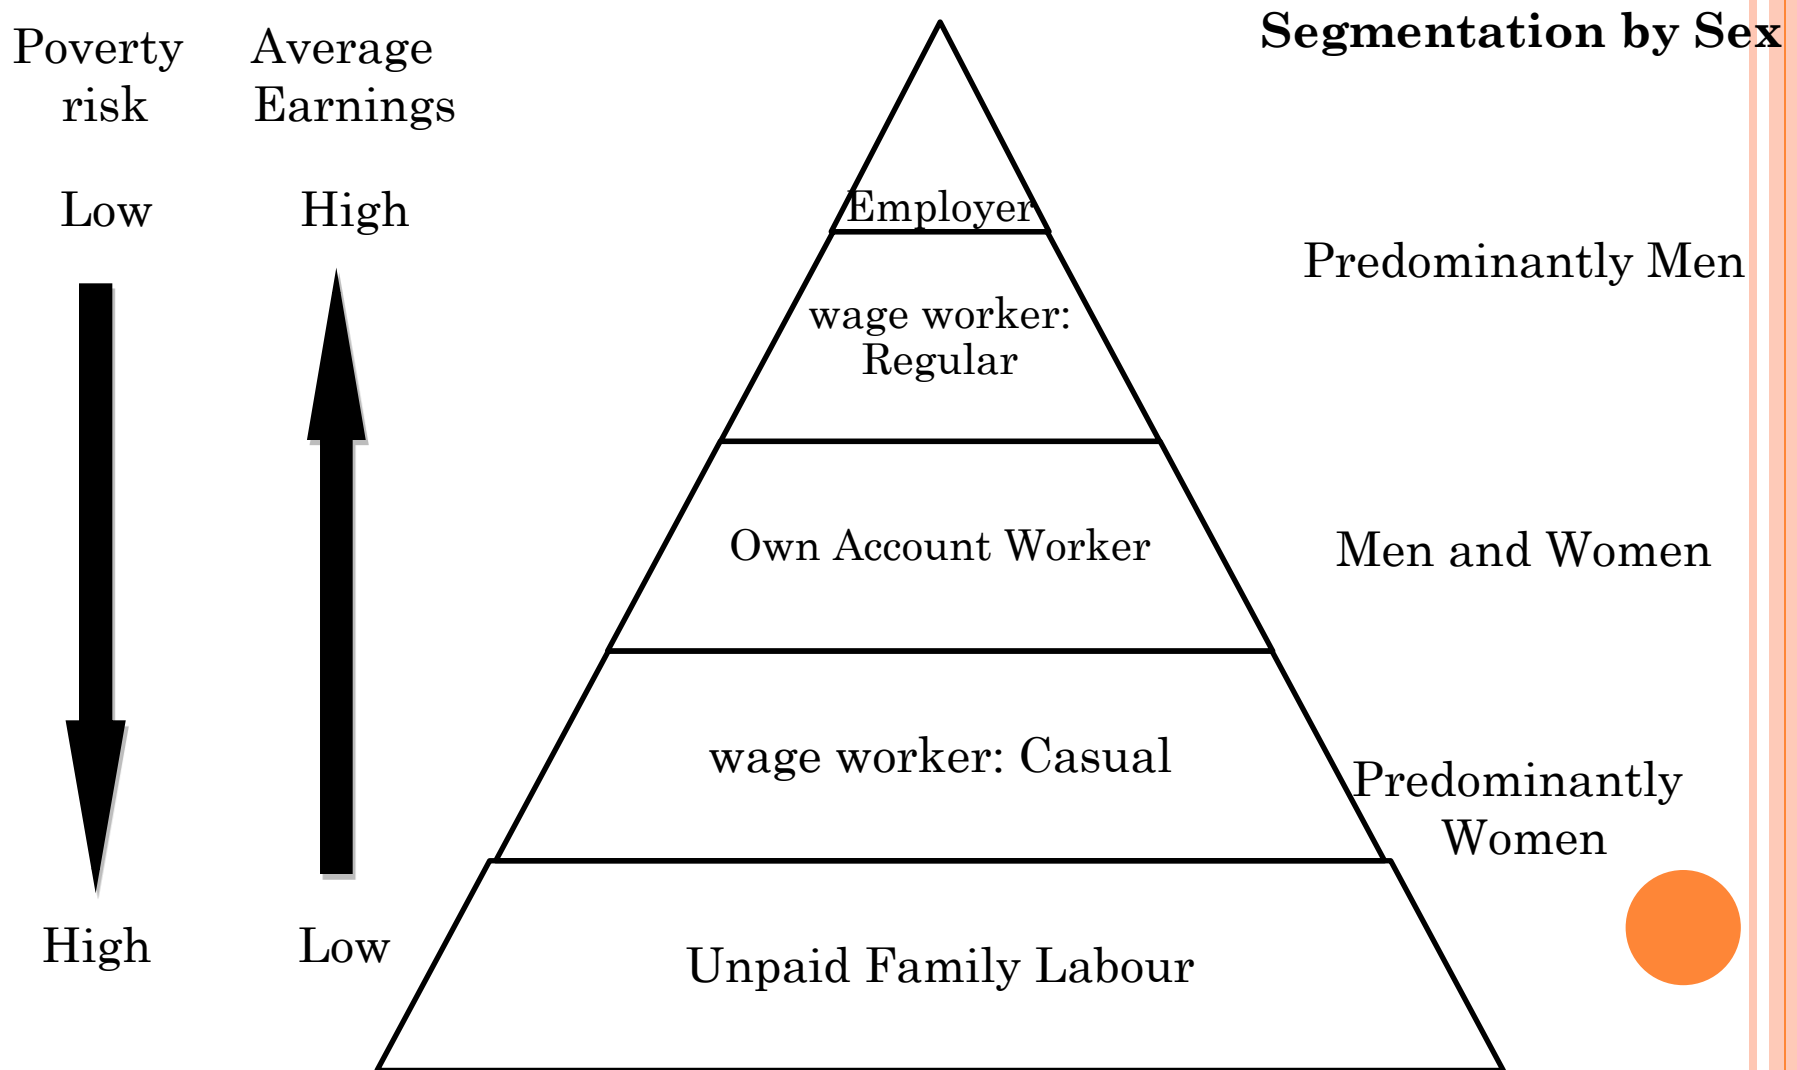 Poverty
risk
Average
Earnings
Segmentation by Sex
Low
High
Employer
Predominantly Men
wage worker:
Regular
Own Account Worker
Men and Women
wage worker: Casual
Predominantly
Women
High
Low
Unpaid Family Labour